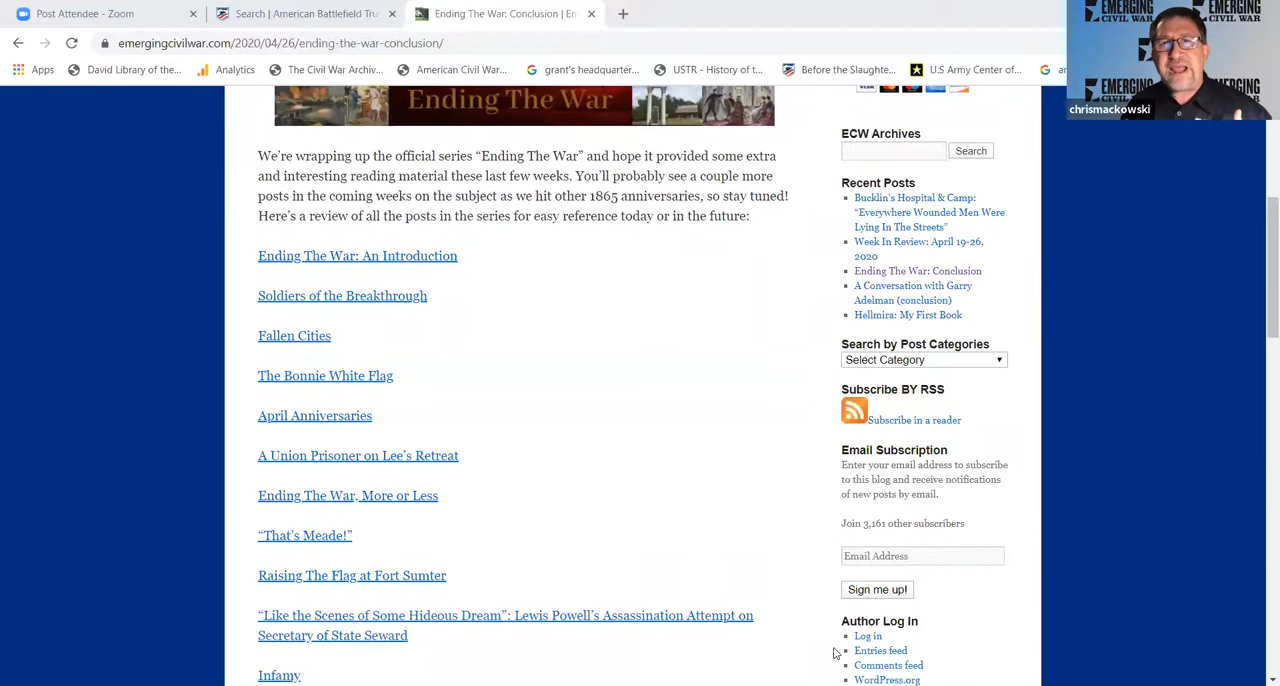 Post Attendee - Zoom
Search | American Battlefield Tru
Ending The War: Conclusion | Em
emergingcivilwar.com/2020/04/26/ending-the-war-conclusion/
Apps
David Library of the...
Analytics
The Civil War Archiv...
American Civil War...
grant's headquarter...
USTR - History of t...
Before the Slaughte...
U.S. Army Center of...
EMERGING
CIVIL WAR
chrismackowski
Ending The War
We're wrapping up the official series “Ending The War” and hope it provided some extra
and interesting reading material these last few weeks. You'll probably see a couple more
posts in the coming weeks on the subject as we hit other 1865 anniversaries, so stay tuned!
Here's a review of all the posts in the series for easy reference today or in the future:
Ending The War: An Introduction
Soldiers of the Breakthrough
Fallen Cities
The Bonnie White Flag
April Anniversaries
A Union Prisoner on Lee's Retreat
Ending The War, More or Less
“That's Meade!”
Raising The Flag at Fort Sumter
“Like the Scenes of Some Hideous Dream”: Lewis Powell's Assassination Attempt on
Secretary of State Seward
Infamy
ECW Archives
Search
Recent Posts
Bucklin's Hospital & Camp:
“Everywhere Wounded Men Were
Lying In The Streets”
Week In Review: April 19-26,
2020
Ending The War: Conclusion
A Conversation with Garry
Adelman (conclusion)
Hellmira: My First Book
Search by Post Categories
Select Category
Subscribe BY RSS
Subscribe in a reader
Email Subscription
Enter your email address to subscribe
to this blog and receive notifications
of new posts by email.
Join 3,161 other subscribers
Email Address
Sign me up!
Author Log In
Log in
Entries feed
Comments feed
WordPress.org